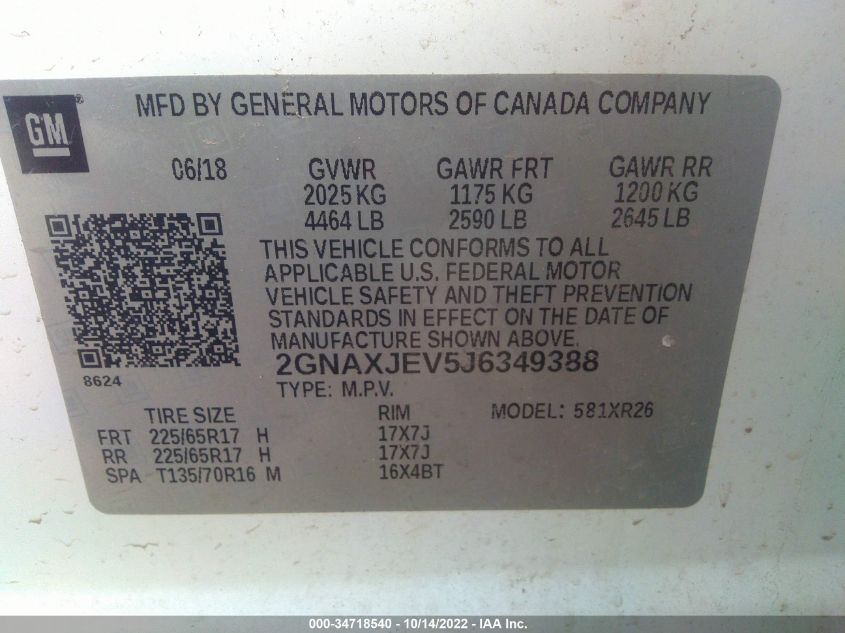 GM ®
MFD BY GENERAL MOTORS OF CANADA COMPANY
06/18 GVWR GAWR FRT GAWR RR
2025 KG 1175 KG 1200 KG
4464 LB 2590 LB 2645 LB
THIS VEHICLE CONFORMS TO ALL
APPLICABLE U.S. FEDERAL MOTOR
VEHICLE SAFETY AND THEFT PREVENTION
STANDARDS IN EFFECT ON THE DATE OF
MANUFACTURE SHOWN ABOVE.
2GNAXJEV5J6349388
8624
TYPE: M.P.V.
TIRE SIZE RIM MODEL: 581XR26
FRT 225/65R17 H 17X7J
RR 225/65R17 H 17X7J
SPA T135/70R16 M 16X4BT
000-34718540 - 10/14/2022 - IAA Inc.